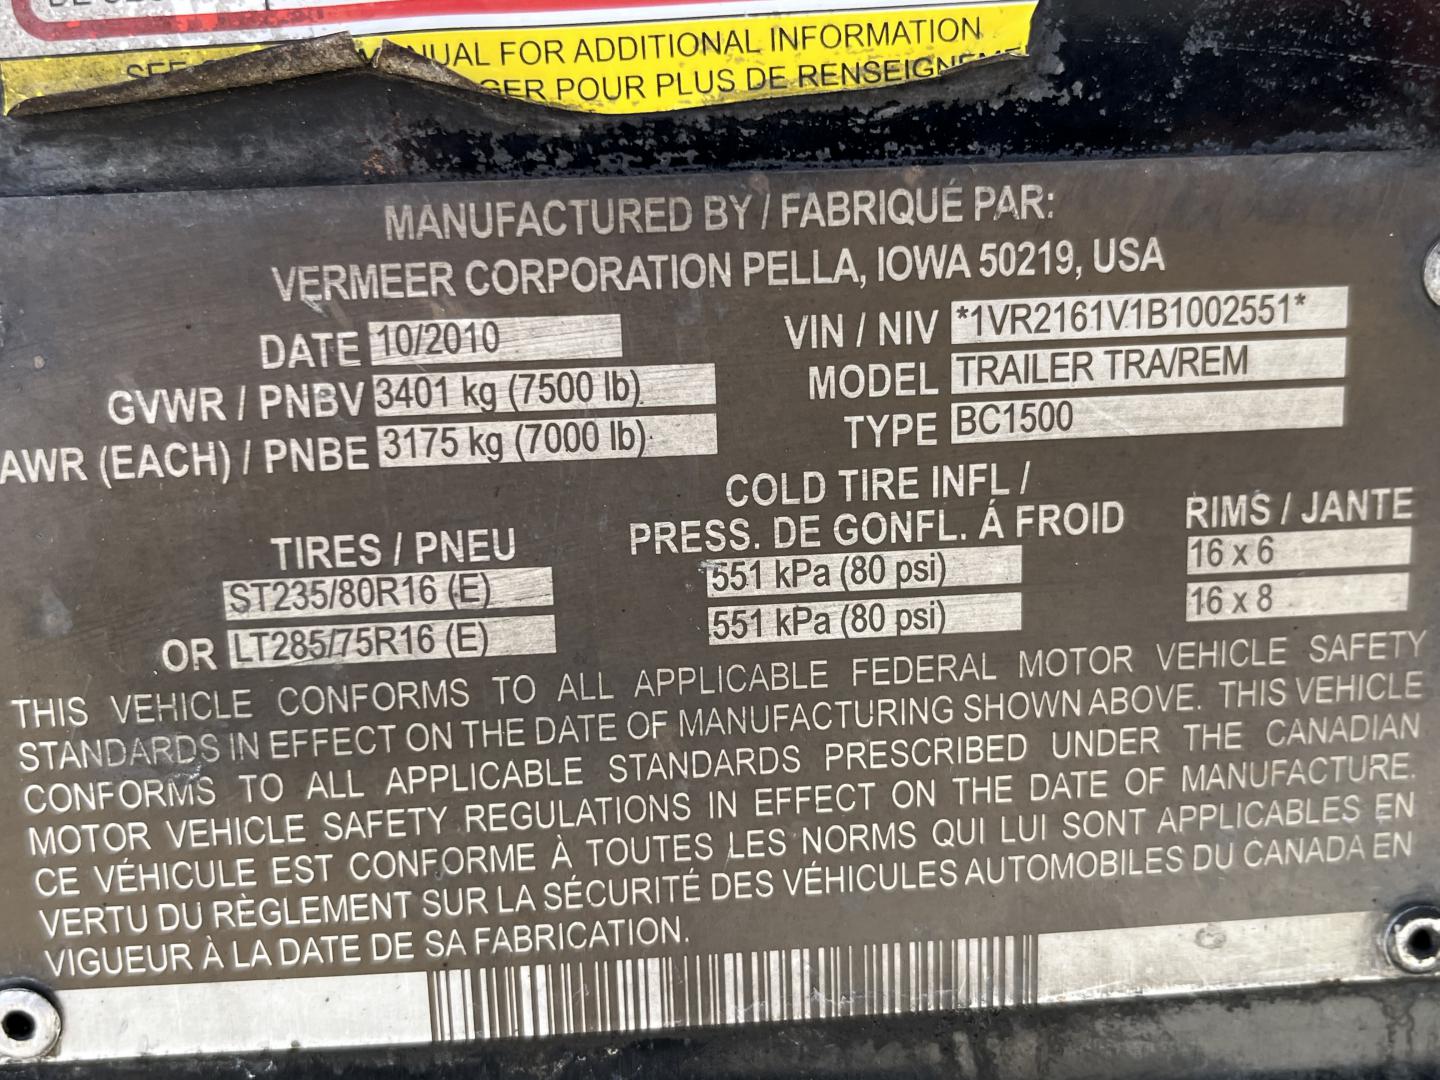 MANUAL FOR ADDITIONAL INFORMATION
POUR PLUS DE
MANUFACTURED BY / FABRIQUÉ PAR:
VERMEER CORPORATION PELLA, IOWA 50219, USA
DATE 10/2010
VIN / NIV *1VR2161V1B1002551*
GVWR / PNBV 3401 kg (7500 lb)
MODEL TRAILER TRA/REM
AWR (EACH) / PNBE 3175 kg (7000 lb)
TYPE BC1500
COLD TIRE INFL /
TIRES / PNEU PRESS. DE GONFL. Á FROID RIMS / JANTE
ST235/80R16 (E) 551 kPa (80 psi) 16 x 6
OR LT285/75R16 (E) 551 kPa (80 psi) 16 x 8
THIS VEHICLE CONFORMS TO ALL APPLICABLE FEDERAL MOTOR VEHICLE SAFETY
STANDARDS IN EFFECT ON THE DATE OF MANUFACTURING SHOWN ABOVE. THIS VEHICLE
CONFORMS TO ALL APPLICABLE STANDARDS PRESCRIBED UNDER THE CANADIAN
MOTOR VEHICLE SAFETY REGULATIONS IN EFFECT ON THE DATE OF MANUFACTURE.
CE VÉHICULE EST CONFORME À TOUTES LES NORMS QUI LUI SONT APPLICABLES EN
VERTU DU RÈGLEMENT SUR LA SÉCURITÉ DES VÉHICULES AUTOMOBILES DU CANADA EN
VIGUEUR À LA DATE DE SA FABRICATION.